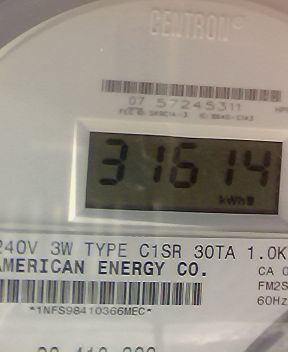 CENTRON®
07 57245311
31614
kWh
240V 3W TYPE C1SR 30TA 1.0K
AMERICAN ENERGY CO.
CA 0
FM2S
60Hz
*1NFS98410366MEC*